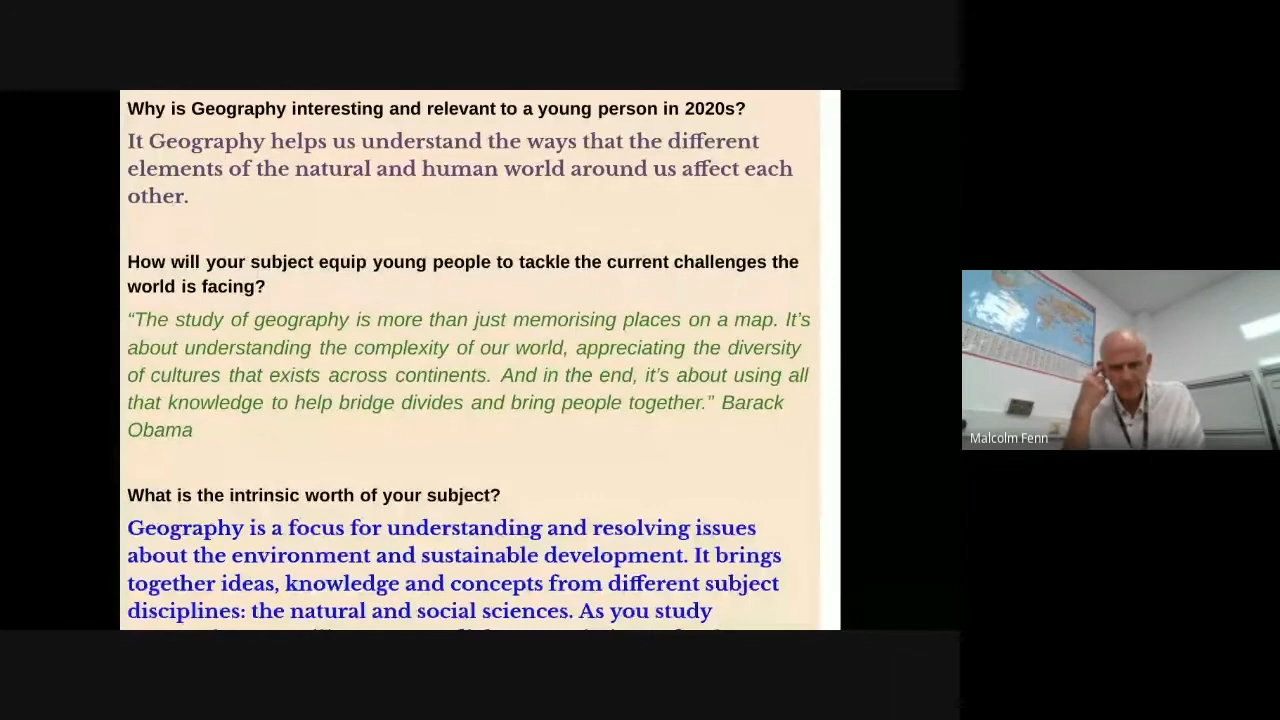 Why is Geography interesting and relevant to a young person in 2020s?
It Geography helps us understand the ways that the different
elements of the natural and human world around us affect each
other.
How will your subject equip young people to tackle the current challenges the
world is facing?
“The study of geography is more than just memorising places on a map. It’s
about understanding the complexity of our world, appreciating the diversity
of cultures that exists across continents. And in the end, it’s about using all
that knowledge to help bridge divides and bring people together.” Barack
Obama
What is the intrinsic worth of your subject?
Geography is a focus for understanding and resolving issues
about the environment and sustainable development. It brings
together ideas, knowledge and concepts from different subject
disciplines: the natural and social sciences. As you study
Malcolm Fenn